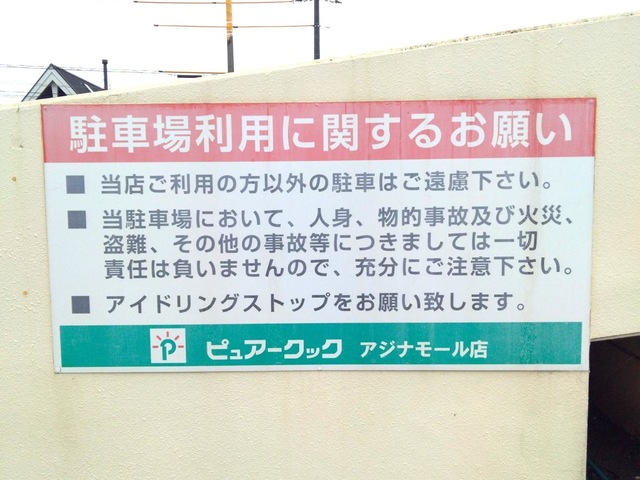 駐車場利用に関するお願い
■ 当店ご利用の方以外の駐車はご遠慮下さい。
■ 当駐車場において、人身、物的事故及び火災、
盗難、その他の事故等につきましては一切
責任は負いませんので、充分にご注意下さい。
■ アイドリングストップをお願い致します。
P ピュアークック アジナモール店